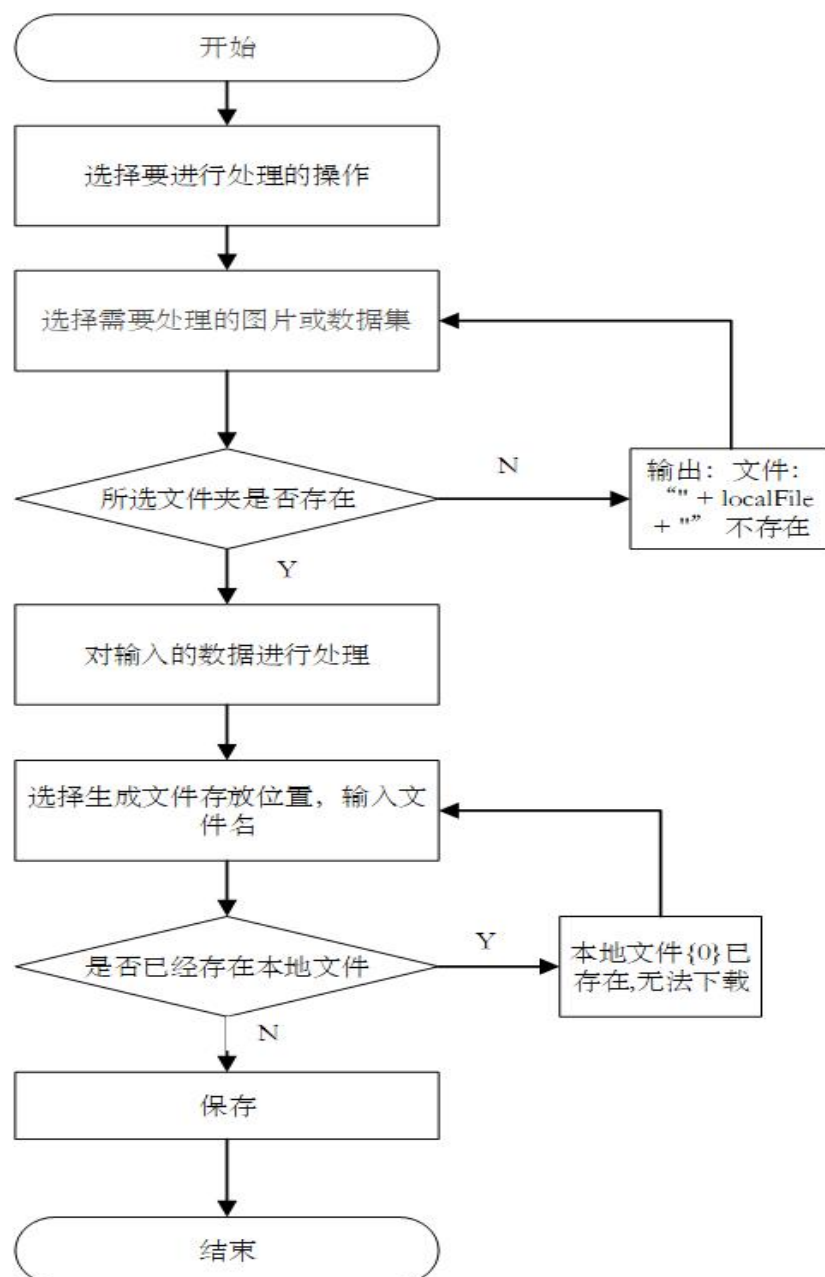 开始
选择要进行处理的操作
选择需要处理的图片或数据集
所选文件夹是否存在
N
输出：文件：
“" + localFile
+ "” 不存在
Y
对输入的数据进行处理
选择生成文件存放位置，输入文
件名
是否已经存在本地文件
Y
本地文件{0}已
存在,无法下载
N
保存
结束